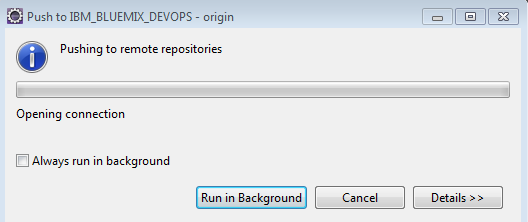 Push to IBM_BLUEMIX_DEVOPS - origin
Pushing to remote repositories
Opening connection
Always run in background
Run in Background Cancel Details >>